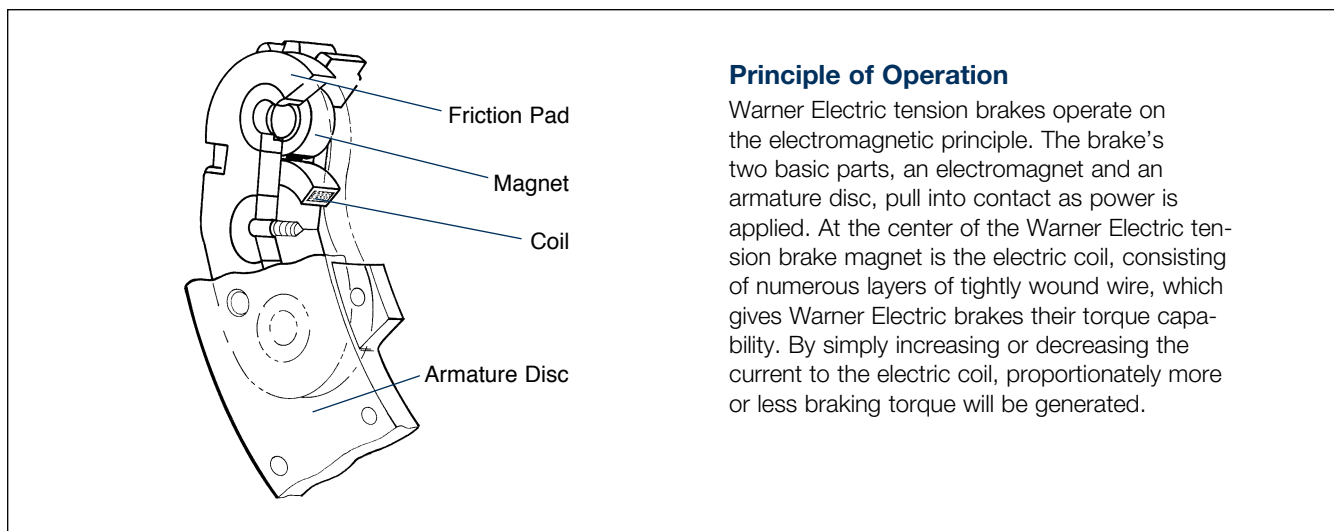 Friction Pad
Magnet
Coil
Armature Disc
Principle of Operation
Warner Electric tension brakes operate on
the electromagnetic principle. The brake’s
two basic parts, an electromagnet and an
armature disc, pull into contact as power is
applied. At the center of the Warner Electric ten-
sion brake magnet is the electric coil, consisting
of numerous layers of tightly wound wire, which
gives Warner Electric brakes their torque capa-
bility. By simply increasing or decreasing the
current to the electric coil, proportionately more
or less braking torque will be generated.